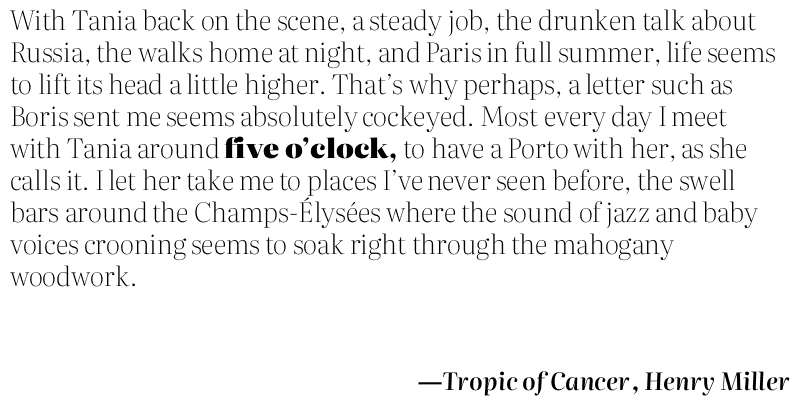 With Tania back on the scene, a steady job, the drunken talk about
Russia, the walks home at night, and Paris in full summer, life seems
to lift its head a little higher. That’s why perhaps, a letter such as
Boris sent me seems absolutely cockeyed. Most every day I meet
with Tania around five o’clock, to have a Porto with her, as she
calls it. I let her take me to places I’ve never seen before, the swell
bars around the Champs-Élysées where the sound of jazz and baby
voices crooning seems to soak right through the mahogany
woodwork.
—Tropic of Cancer, Henry Miller